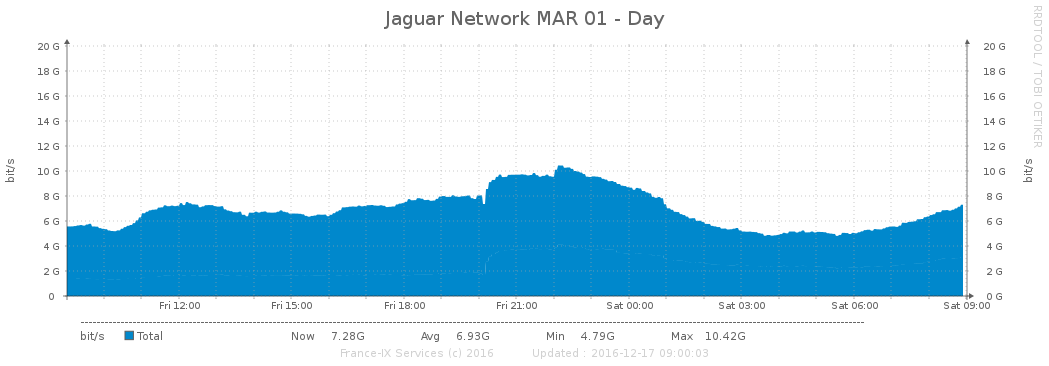 Jaguar Network MAR 01 - Day
RRDTOOL / TOBI OETIKER
bit/s
20 G
18 G
16 G
14 G
12 G
10 G
8 G
6 G
4 G
2 G
0
20 G
18 G
16 G
14 G
12 G
10 G
8 G
6 G
4 G
2 G
0 G
bit/s
Fri 12:00 Fri 15:00 Fri 18:00 Fri 21:00 Sat 00:00 Sat 03:00 Sat 06:00 Sat 09:00
bit/s Total Now 7.28G Avg 6.93G Min 4.79G Max 10.42G
France-IX Services (c) 2016 Updated : 2016-12-17 09:00:03